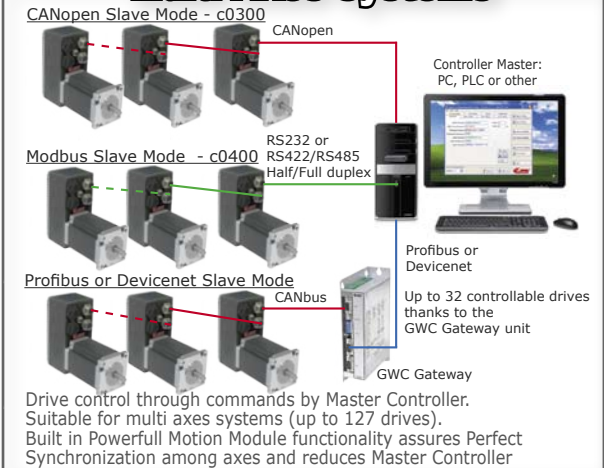 CANopen Slave Mode - c0300
CANopen
Controller Master:
PC, PLC or other
RS232 or
RS422/RS485
Half/Full duplex
Modbus Slave Mode - c0400
Profibus or
Devicenet
Profibus or Devicenet Slave Mode
CANbus
Up to 32 controllable drives
thanks to the
GWC Gateway unit
GWC Gateway
Drive control through commands by Master Controller.
Suitable for multi axes systems (up to 127 drives).
Built in Powerfull Motion Module functionality assures Perfect
Synchronization among axes and reduces Master Controller